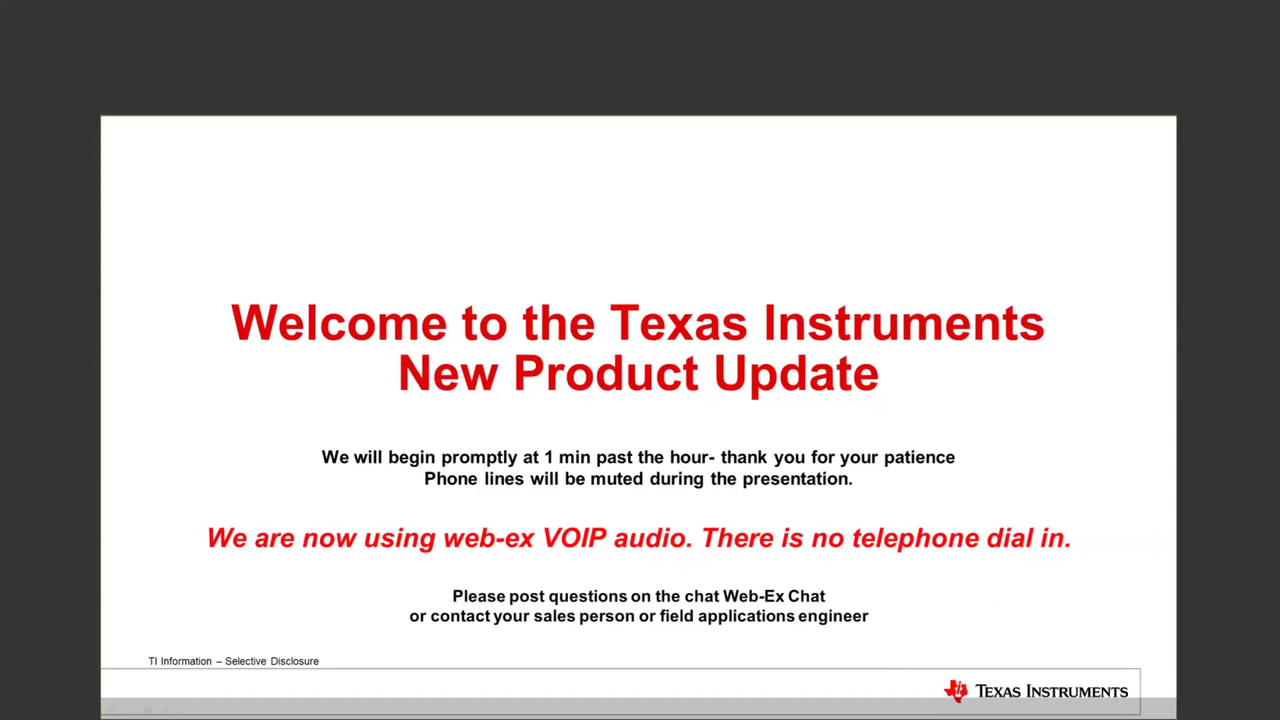 Welcome to the Texas Instruments
New Product Update
We will begin promptly at 1 min past the hour- thank you for your patience
Phone lines will be muted during the presentation.
We are now using web-ex VOIP audio. There is no telephone dial in.
Please post questions on the chat Web-Ex Chat
or contact your sales person or field applications engineer
TI Information – Selective Disclosure
TEXAS INSTRUMENTS